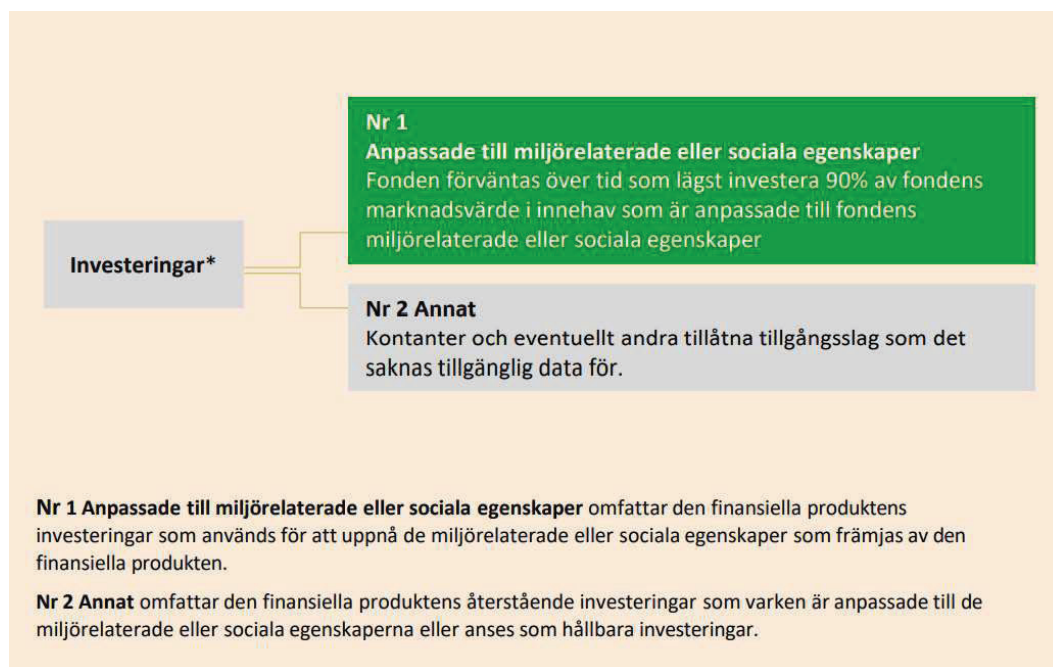 Nr 1
Anpassade till miljörelaterade eller sociala egenskaper
Fonden förväntas över tid som lägst investera 90% av fondens
marknadsvärde i innehav som är anpassade till fondens
miljörelaterade eller sociala egenskaper
Investeringar*
Nr 2 Annat
Kontanter och eventuellt andra tillåtna tillgångsslag som det
saknas tillgänglig data för.
Nr 1 Anpassade till miljörelaterade eller sociala egenskaper omfattar den finansiella produktens
investeringar som används för att uppnå de miljörelaterade eller sociala egenskaper som främjas av den
finansiella produkten.
Nr 2 Annat omfattar den finansiella produktens återstående investeringar som varken är anpassade till de
miljörelaterade eller sociala egenskaperna eller anses som hållbara investeringar.